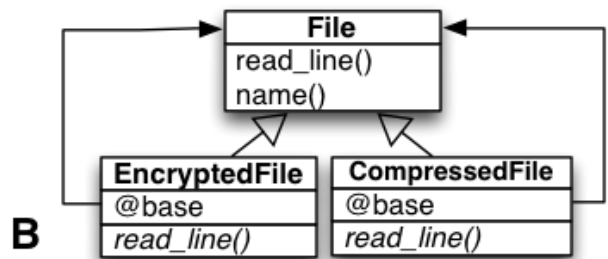 File
read_line()
name()
EncryptedFile
@base
read_line()
CompressedFile
@base
read_line()
B